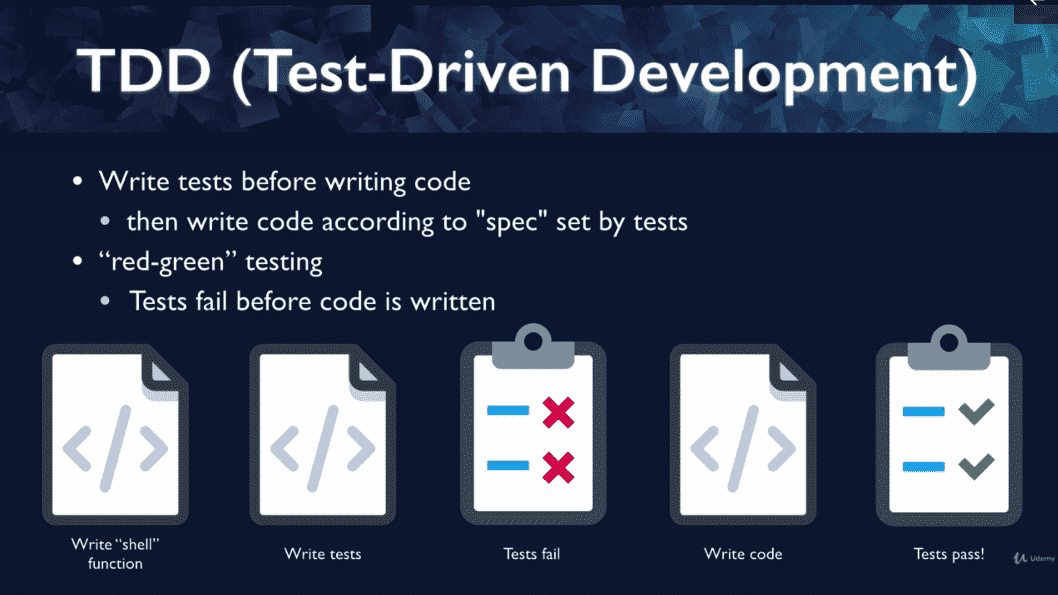 TDD (Test-Driven Development)
• Write tests before writing code
• then write code according to "spec" set by tests
• “red-green” testing
• Tests fail before code is written
Write “shell” function
Write tests
Tests fail
Write code
Tests pass!
Udemy